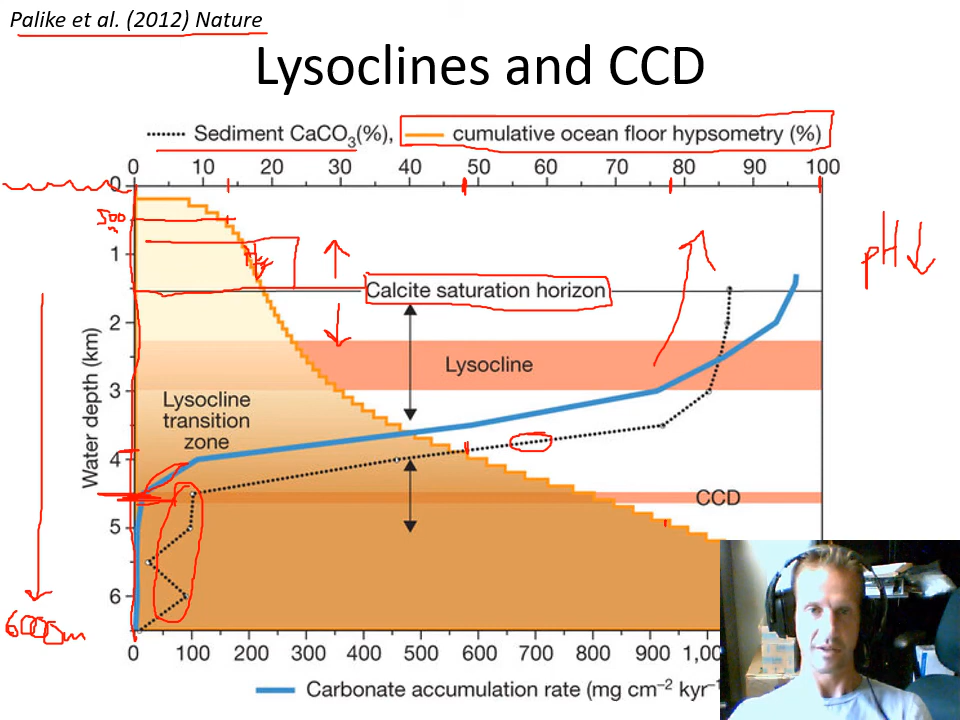 Palike et al. (2012) Nature
Lysoclines and CCD
Sediment CaCO3(%), cumulative ocean floor hypsometry (%)
0 10 20 30 40 50 60 70 80 90 100
0
500
m
1
pH ↓
Calcite saturation horizon
2
Lysocline
3
Lysocline
transition
zone
Water depth (km)
4
CCD
5
6
6000m
0 100 200 300 400 500 600 700 800 900 1,00
Carbonate accumulation rate (mg cm⁻² kyr⁻